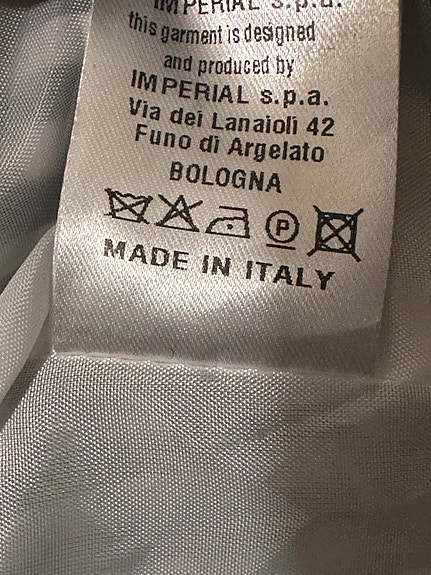 IMPERIAL s.p.a.
this garment is designed
and produced by
IMPERIAL s.p.a.
Via dei Lanaioli 42
Funo di Argelato
BOLOGNA
P
MADE IN ITALY